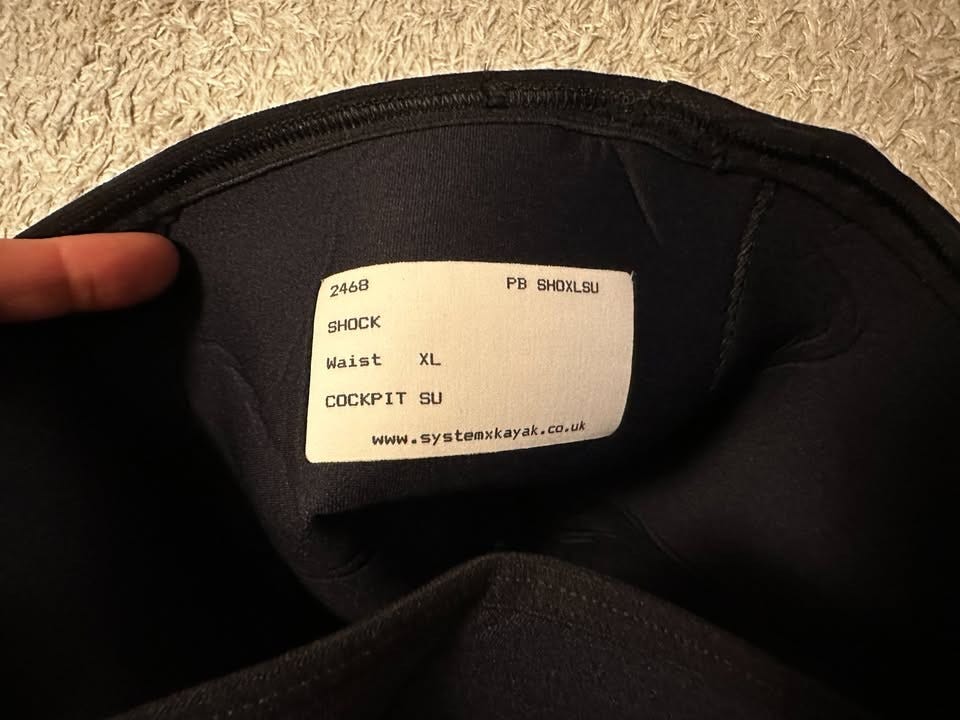 2468 PB SHOXLSU
SHOCK
Waist XL
COCKPIT SU
www.systemxkayak.co.uk